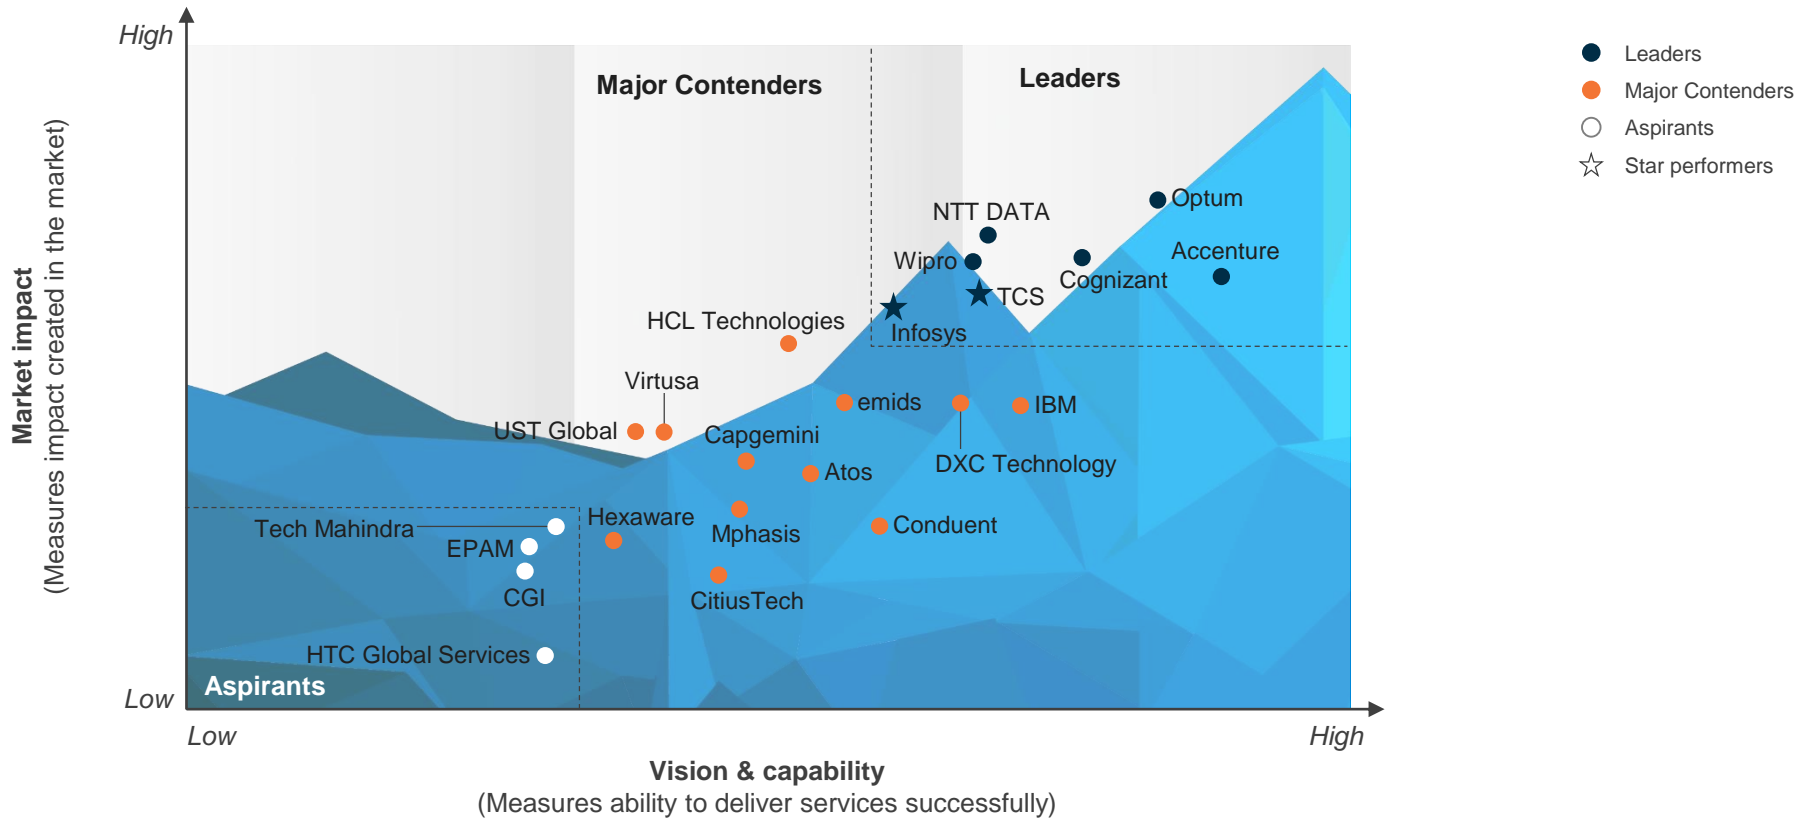 High
Major Contenders
Leaders
Leaders
Major Contenders
Aspirants
Star performers
Market impact
(Measures impact created in the market)
Optum
NTT DATA
Accenture
Wipro
Cognizant
TCS
Infosys
HCL Technologies
Virtusa
emids
IBM
UST Global
Capgemini
DXC Technology
Atos
Hexaware
Tech Mahindra
Mphasis
Conduent
EPAM
CGI
CitiusTech
HTC Global Services
Aspirants
Low
Low
High
Vision & capability
(Measures ability to deliver services successfully)